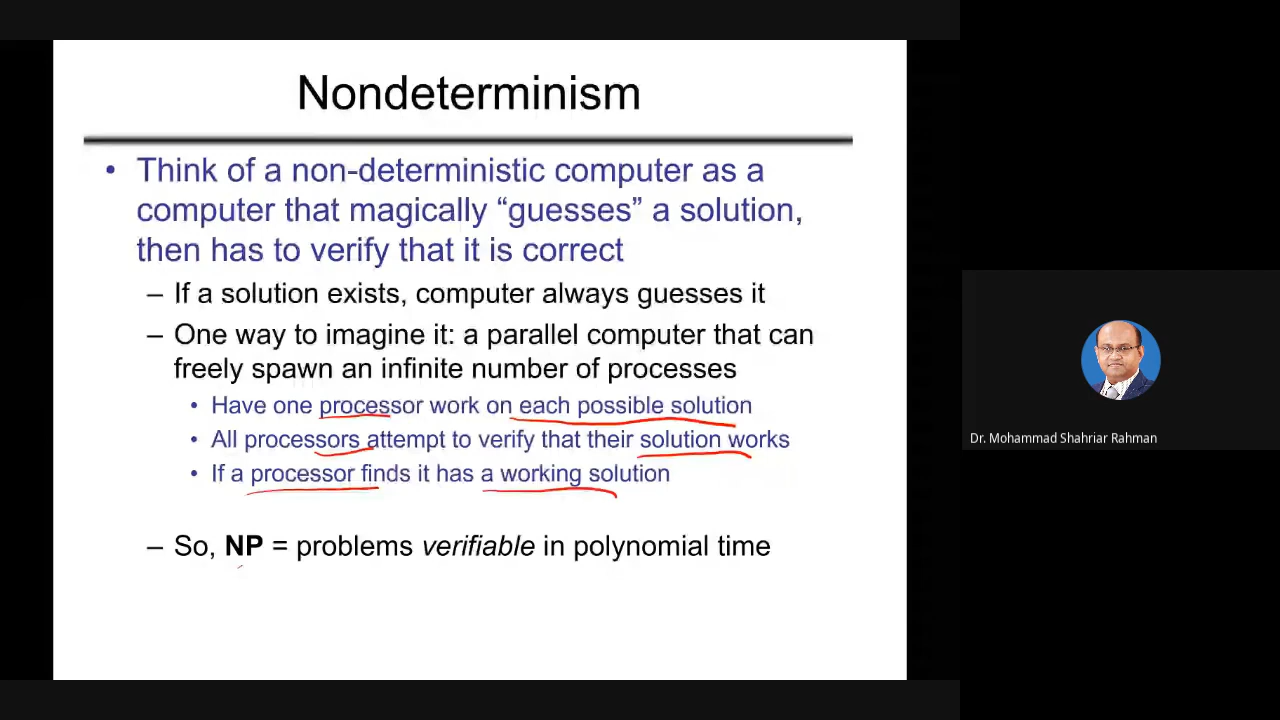 Nondeterminism
• Think of a non-deterministic computer as a
computer that magically “guesses” a solution,
then has to verify that it is correct
– If a solution exists, computer always guesses it
– One way to imagine it: a parallel computer that can
freely spawn an infinite number of processes
• Have one processor work on each possible solution
• All processors attempt to verify that their solution works
• If a processor finds it has a working solution
– So, NP = problems verifiable in polynomial time
Dr. Mohammad Shahriar Rahman